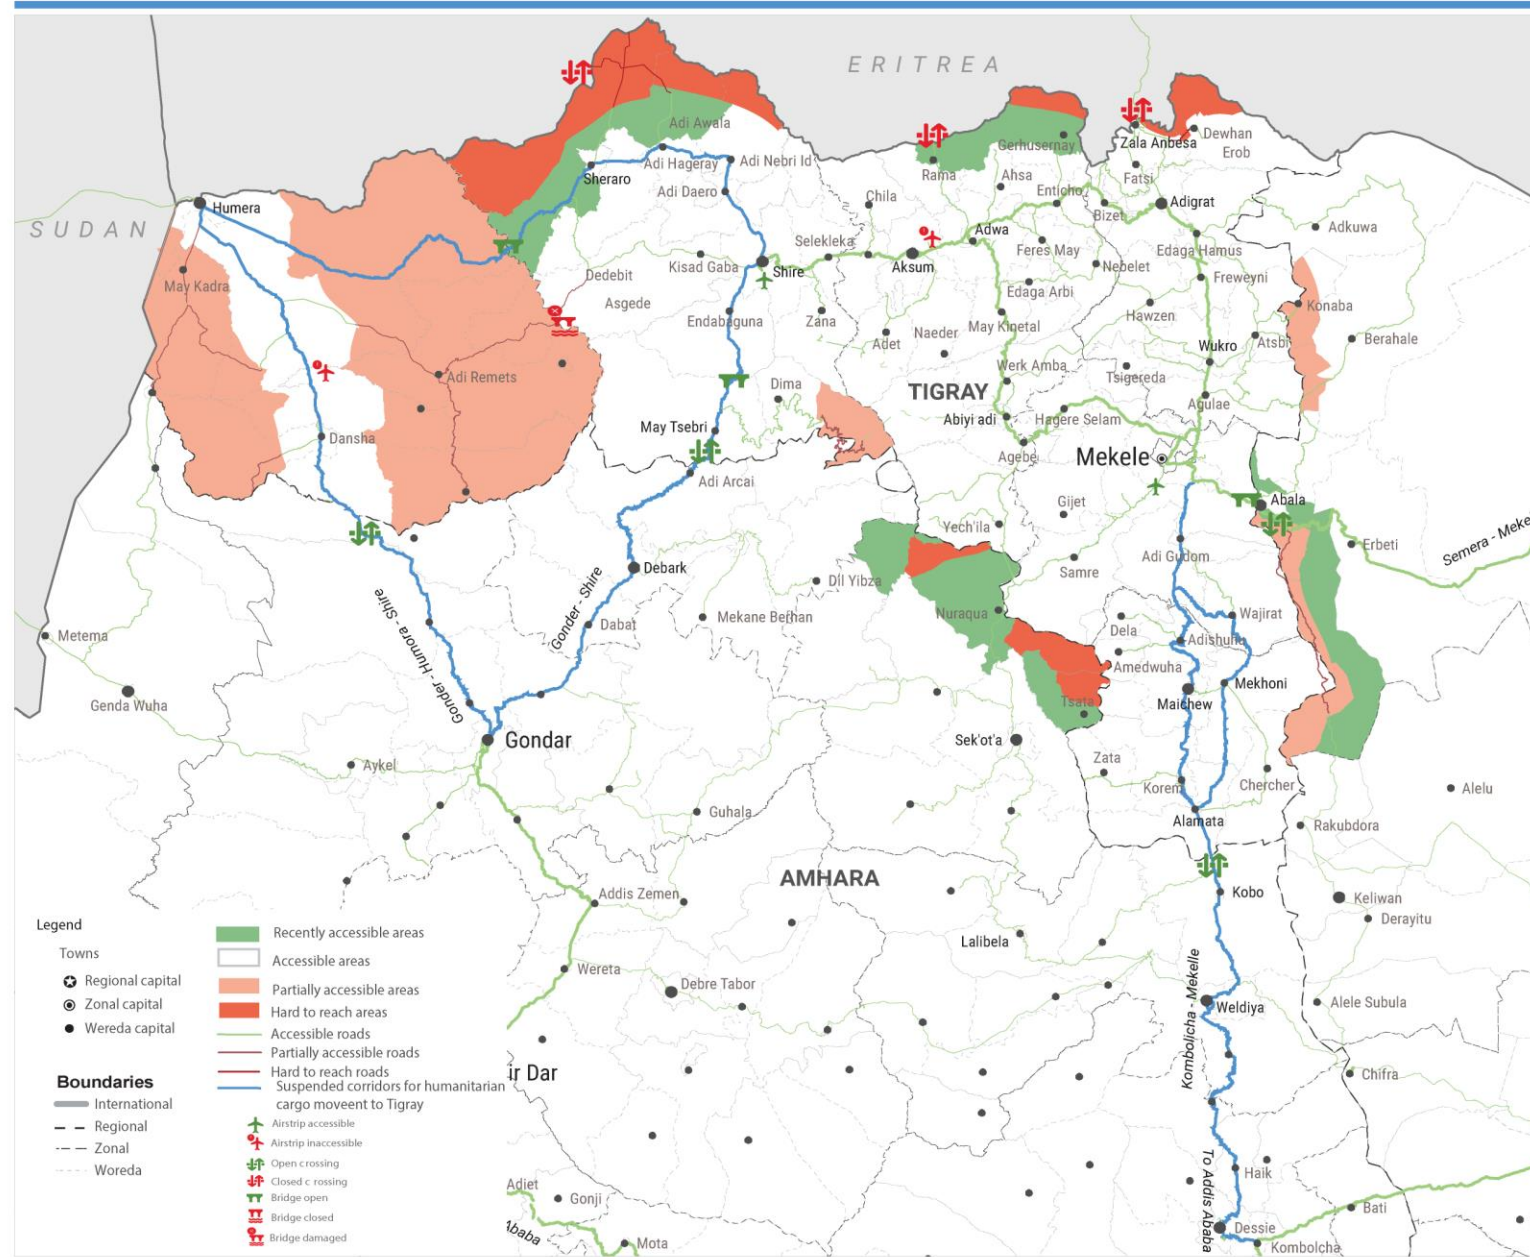 ERITREA
SUDAN
Adi Awala
Gerhusernay
Dewhan
Zala Anbesa
Erob
Adi Hageray
Adi Nebri Id
Sheraro
Rama
Ahsa
Fatsi
Adi Daero
Chila
Enticho
Humera
Bizet
Adigrat
Adkuwa
Selekleka
Adwa
Feres May
Edaga Hamus
Kisad Gaba
Shire
Aksum
Nebelet
Freweyni
Dedebit
May Kadra
Asgede
Edaga Arbi
Konaba
Endabaguna
Zana
May Kinetal
Hawzen
Naeder
Adet
Wukro
Atsbi
Berahale
Werk Amba
Adi Remets
Tsigereda
Dima
TIGRAY
Agulae
May Tsebri
Abiyi adi
Hagere Selam
Dansha
Agebe
Mekele
Adi Arcai
Gijet
Abala
Yech'ila
Erbeti
Semera - Meke
Adi Gudom
Debark
Samre
Dll Yibza
Gonder - Humora - Shire
Gonder - Shire
Mekane Berhan
Nuraqua
Wajirat
Dabat
Dela
Metema
Adishuhu
Amedwuha
Mekhoni
Genda Wuha
Tsata
Maichew
Gondar
Sek'ot'a
Aykel
Zata
Korem
Chercher
Alelu
Guhala
Alamata
Rakubdora
AMHARA
Addis Zemen
Kobo
Keliwan
Derayitu
Lalibela
Wereta
Debre Tabor
Kombolicha - Mekelle
Weldiya
Alele Subula
ir Dar
Chifra
To Addis Ababa
Haik
Adiet
Gonji
Bati
Ababa
Mota
Dessie
Kombolcha
Legend
Towns
Regional capital
Zonal capital
Wereda capital
Boundaries
International
Regional
Zonal
Woreda
Recently accessible areas
Accessible areas
Partially accessible areas
Hard to reach areas
Accessible roads
Partially accessible roads
Hard to reach roads
Suspended corridors for humanitarian
cargo moveent to Tigray
Airstrip accessible
Airstrip inaccessible
Open c rossing
Closed c rossing
Bridge open
Bridge closed
Bridge damaged